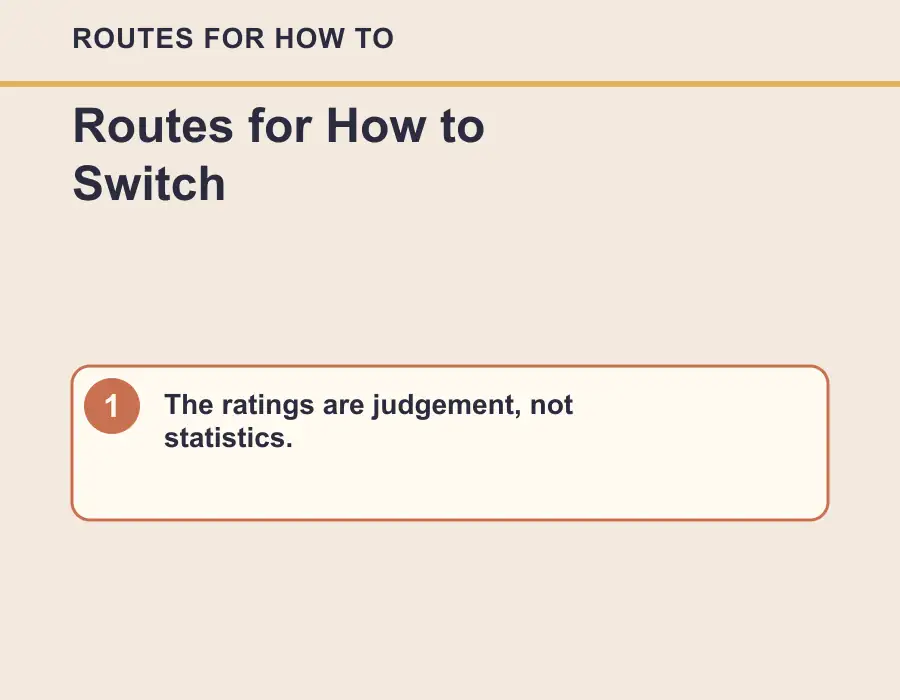 ROUTES FOR HOW TO
Routes for How to
Switch
1
The ratings are judgement, not
statistics.